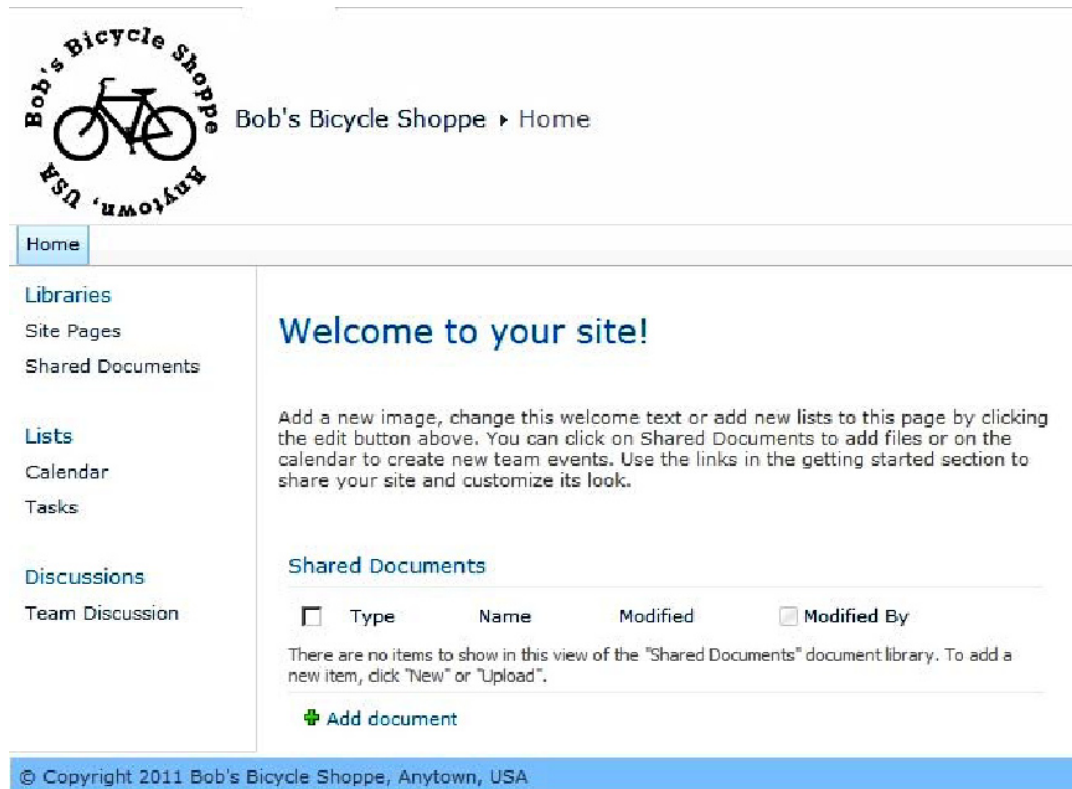 Bob's Bicycle Shoppe
Anytown, USA
Bob's Bicycle Shoppe ▸ Home
Home
Libraries
Site Pages
Shared Documents
Lists
Calendar
Tasks
Discussions
Team Discussion
Welcome to your site!
Add a new image, change this welcome text or add new lists to this page by clicking
the edit button above. You can click on Shared Documents to add files or on the
calendar to create new team events. Use the links in the getting started section to
share your site and customize its look.
Shared Documents
Type Name Modified Modified By
There are no items to show in this view of the "Shared Documents" document library. To add a
new item, click "New" or "Upload".
Add document
© Copyright 2011 Bob's Bicycle Shoppe, Anytown, USA